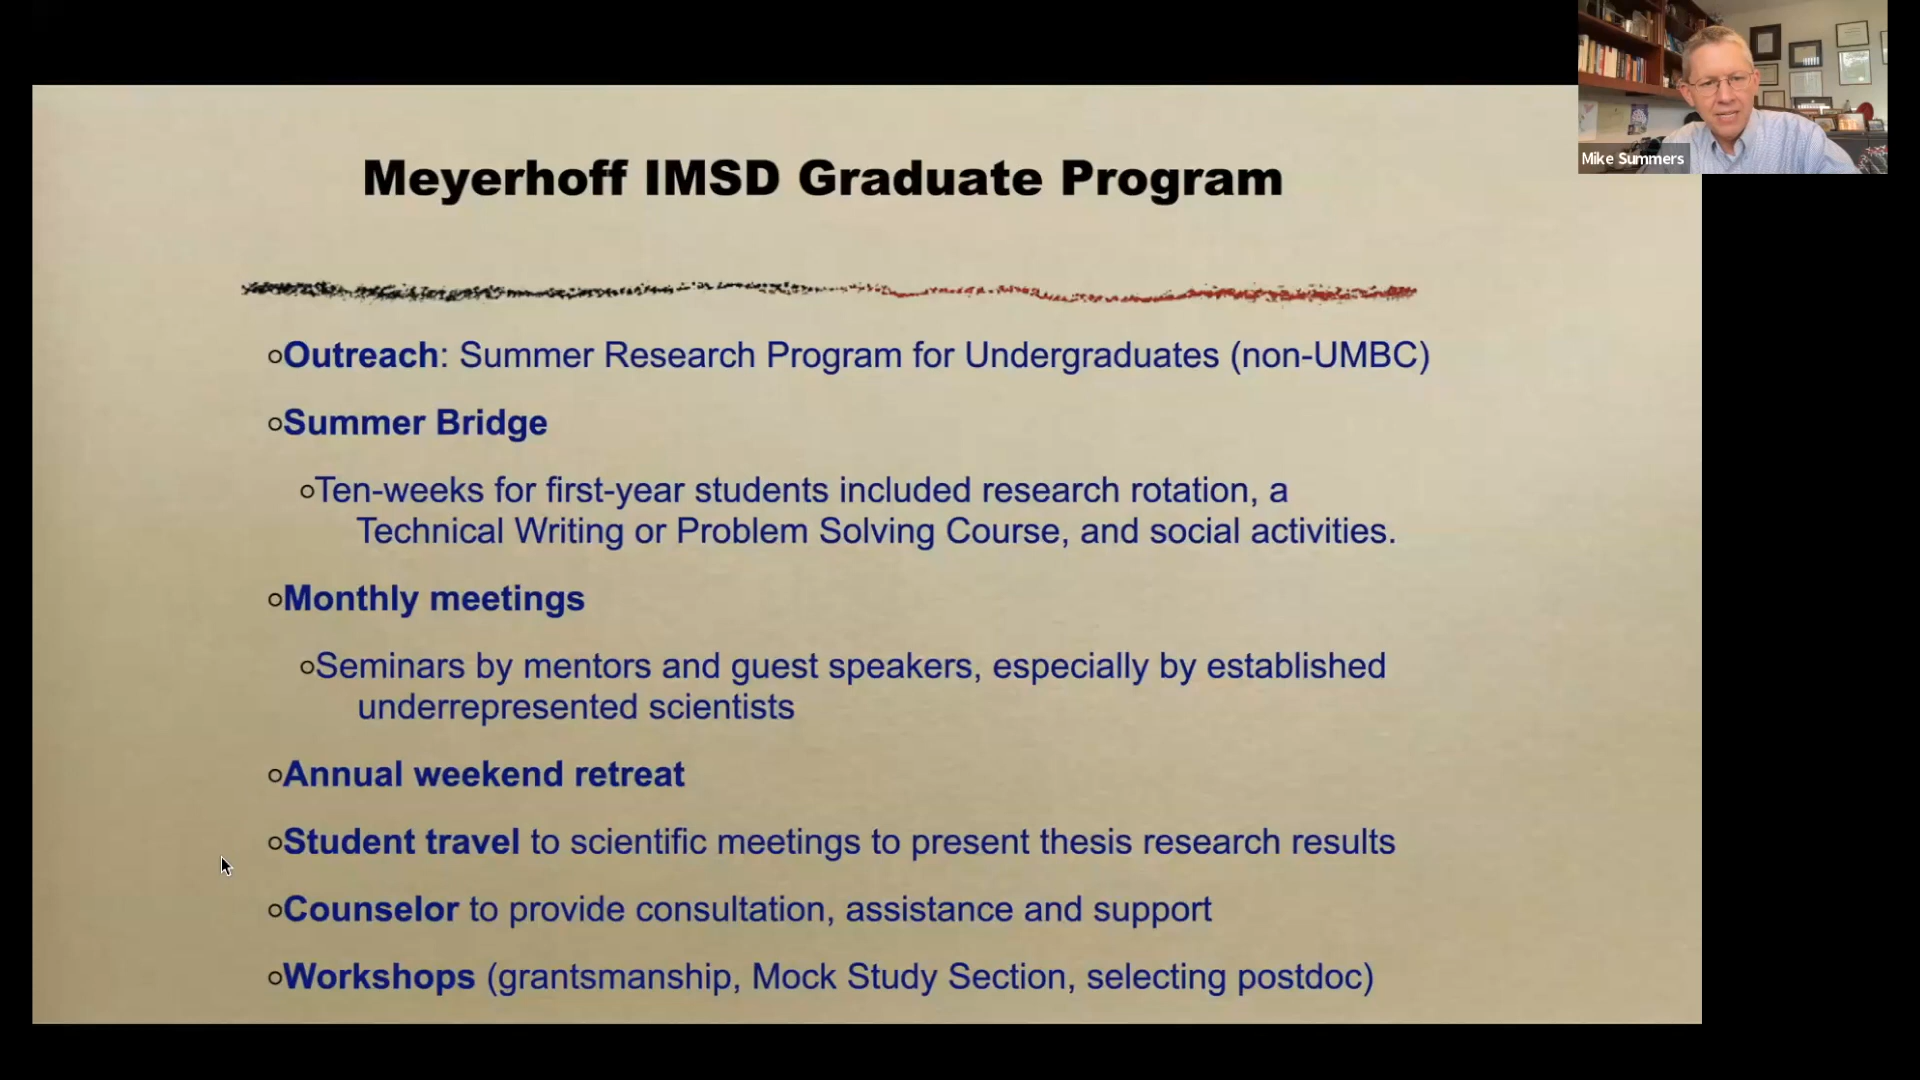 Mike Summers
Meyerhoff IMSD Graduate Program
Outreach: Summer Research Program for Undergraduates (non-UMBC)
Summer Bridge
Ten-weeks for first-year students included research rotation, a
Technical Writing or Problem Solving Course, and social activities.
Monthly meetings
Seminars by mentors and guest speakers, especially by established
underrepresented scientists
Annual weekend retreat
Student travel to scientific meetings to present thesis research results
Counselor to provide consultation, assistance and support
Workshops (grantsmanship, Mock Study Section, selecting postdoc)